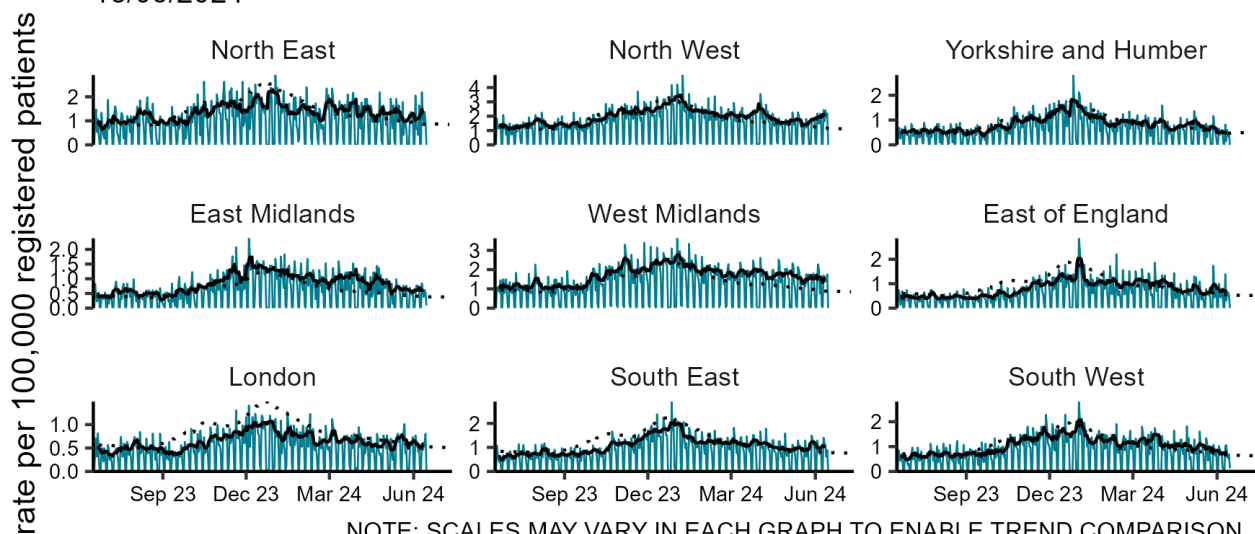 rate per 100,000 registered patients
North East
North West
Yorkshire and Humber
2
1
0
4
3
2
1
0
2
1
0
East Midlands
West Midlands
East of England
2.0
1.5
1.0
0.5
0.0
3
2
1
0
2
1
0
London
South East
South West
1.0
0.5
0.0
2
1
0
2
1
0
Sep 23 Dec 23 Mar 24 Jun 24
Sep 23 Dec 23 Mar 24 Jun 24
Sep 23 Dec 23 Mar 24 Jun 24
NOTE: SCALES MAY VARY IN EACH GRAPH TO ENABLE TREND COMPARISON